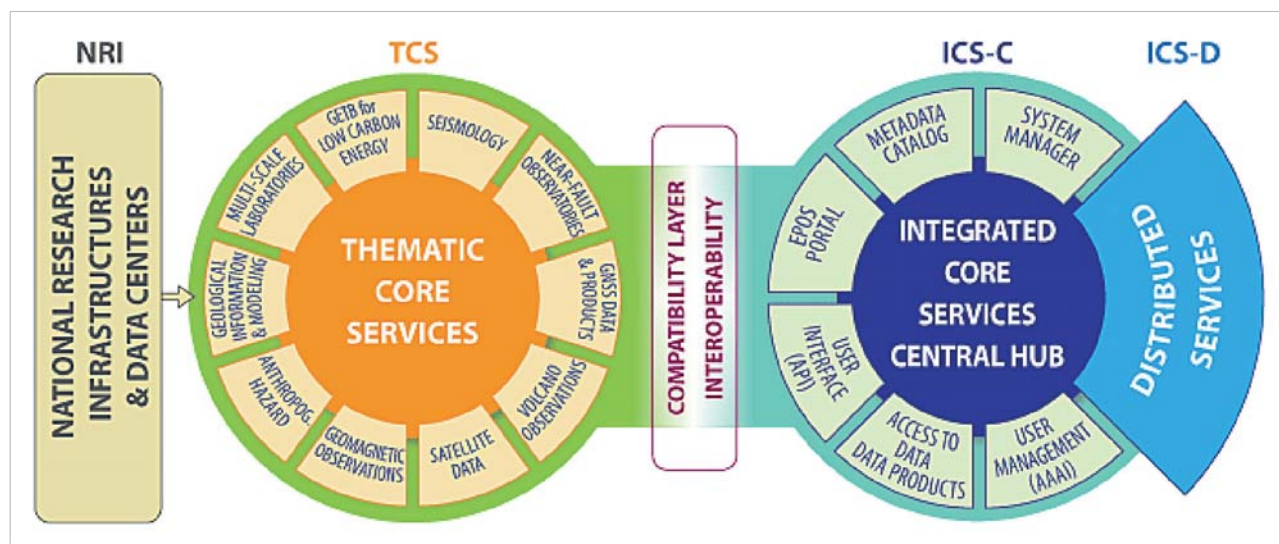 NRI
NATIONAL RESEARCH
INFRASTRUCTURES
& DATA CENTERS
TCS
THEMATIC
CORE
SERVICES
SEISMOLOGY
NEAR-FAULT
OBSERVATORIES
GNSS DATA
& PRODUCTS
VOLCANO
OBSERVATIONS
SATELLITE
DATA
GEOMAGNETIC
OBSERVATIONS
ANTHROPOG.
HAZARD
GEOLOGICAL
INFORMATION
& MODELING
MULTI-SCALE
LABORATORIES
GETB for
LOW CARBON
ENERGY
COMPATIBILITY LAYER
INTEROPERABILITY
ICS-C
INTEGRATED
CORE
SERVICES
CENTRAL HUB
METADATA
CATALOG
SYSTEM
MANAGER
USER
MANAGEMENT
(AAAI)
ACCESS TO
DATA
DATA PRODUCTS
USER
INTERFACE
(API)
EPOS
PORTAL
ICS-D
DISTRIBUTED
SERVICES